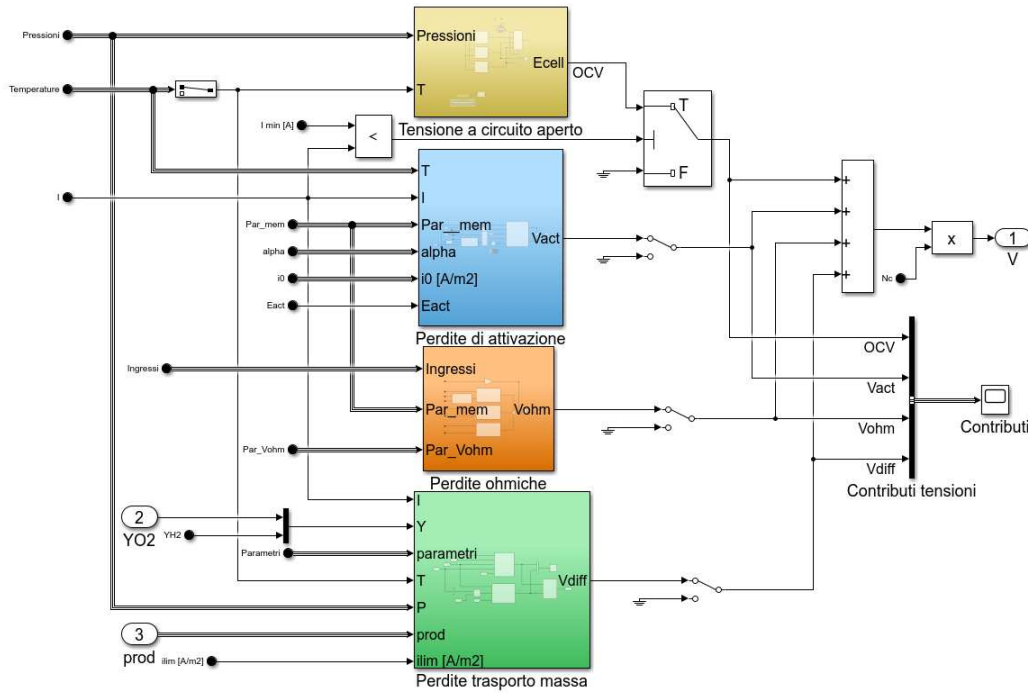 Pressioni
Pressioni
Ecell
OCV
Temperature
T
Tensione a circuito aperto
I min [A]
<
T
F
T
I
I
Par_mem
Par__mem
Vact
alpha
alpha
i0
i0 [A/m2]
Eact
Eact
Perdite di attivazione
+
+
+
+
x
1
V
Nc
Ingressi
Ingressi
Par_mem
Vohm
Par_Vohm
Par_Vohm
Perdite ohmiche
OCV
Vact
Vohm
Vdiff
Contributi
Contributi tensioni
I
2
YO2
YH2
Y
Parametri
parametri
T
Vdiff
P
3
prod
prod
ilim [A/m2]
ilim [A/m2]
Perdite trasporto massa